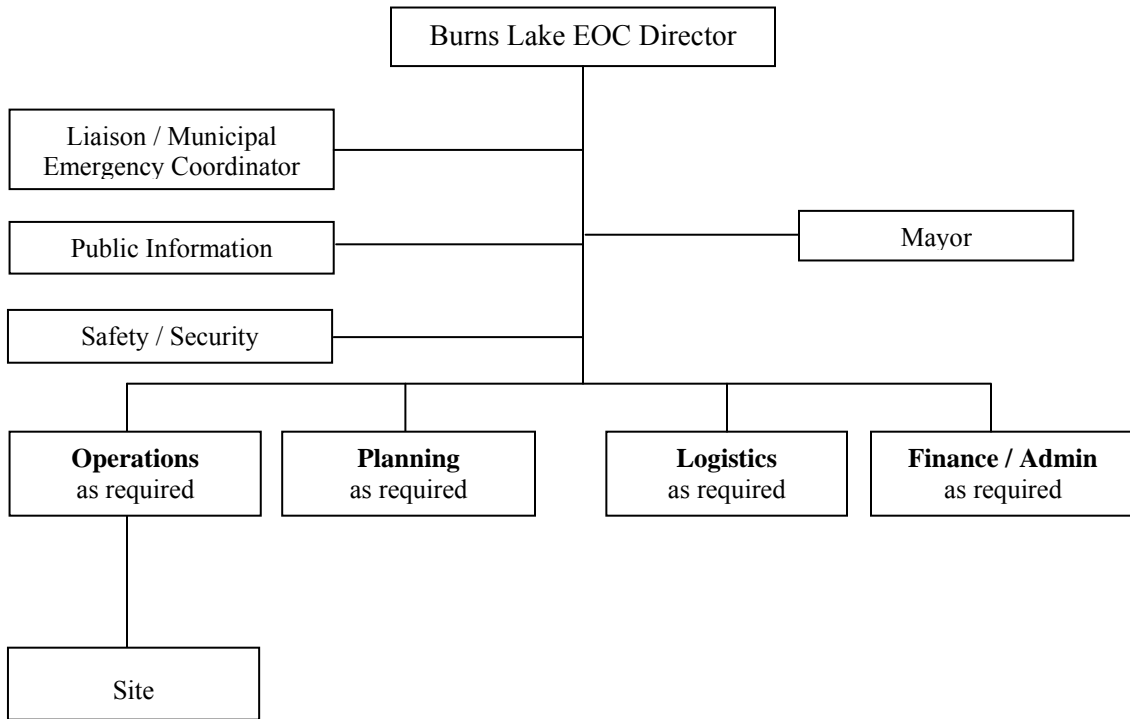 Burns Lake EOC Director
Liaison / Municipal
Emergency Coordinator
Public Information
Mayor
Safety / Security
Operations
as required
Planning
as required
Logistics
as required
Finance / Admin
as required
Site